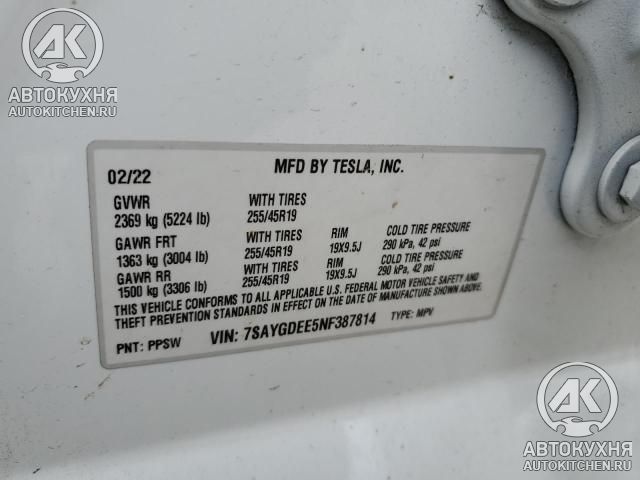 AK
АВТОКУХНЯ
AUTOKITCHEN.RU
MFD BY TESLA, INC.
02/22
GVWR WITH TIRES
2369 kg (5224 lb) 255/45R19
GAWR FRT WITH TIRES RIM COLD TIRE PRESSURE
1363 kg (3004 lb) 255/45R19 19X9.5J 290 kPa, 42 psi
GAWR RR WITH TIRES RIM COLD TIRE PRESSURE
1500 kg (3306 lb) 255/45R19 19X9.5J 290 kPa, 42 psi
THIS VEHICLE CONFORMS TO ALL APPLICABLE U.S. FEDERAL MOTOR VEHICLE SAFETY AND
THEFT PREVENTION STANDARDS IN EFFECT ON THE DATE OF MANUFACTURE SHOWN ABOVE.
PNT: PPSW VIN: 7SAYGDEE5NF387814 TYPE: MPV
AK
АВТОКУХНЯ
AUTOKITCHEN.RU